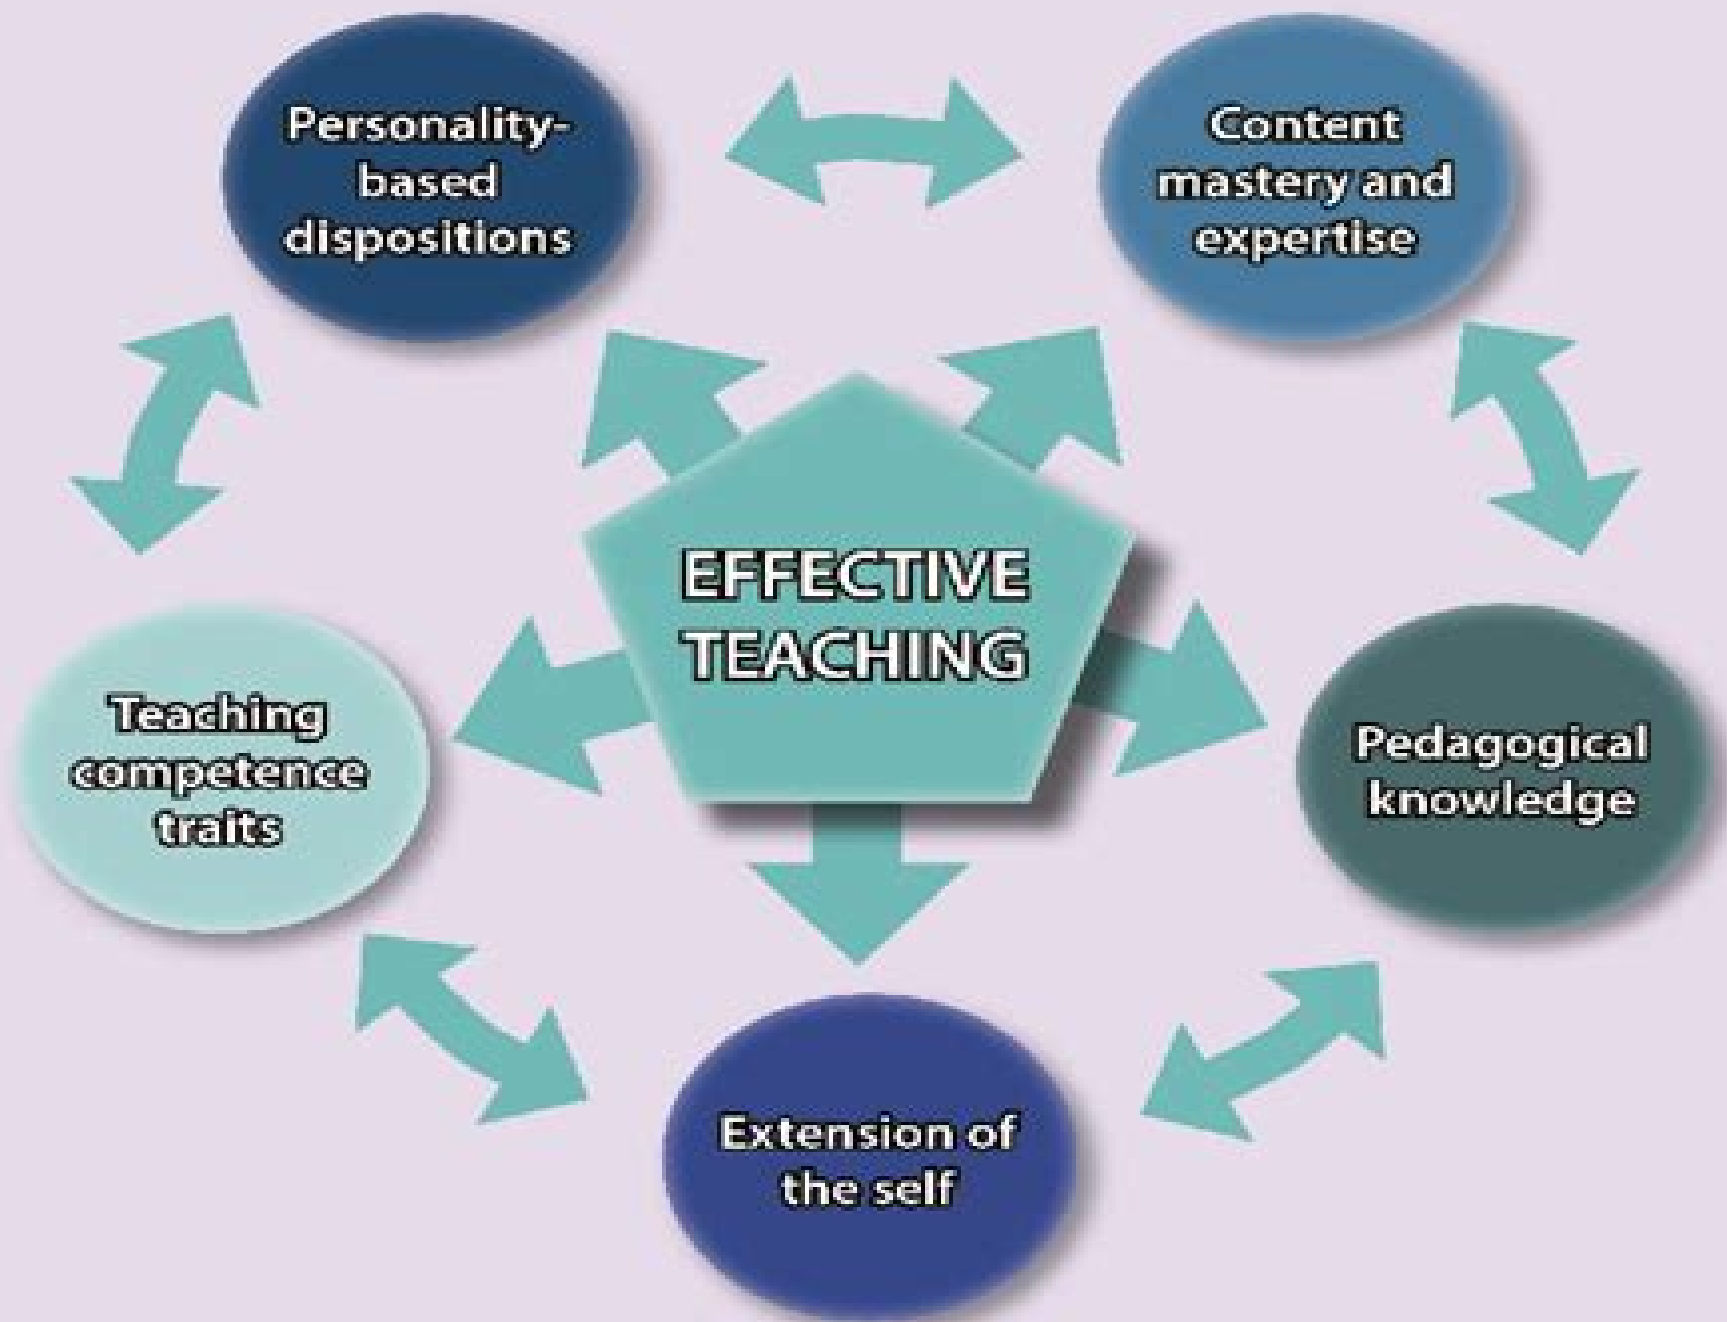 Personality-
based
dispositions
Content
mastery and
expertise
EFFECTIVE
TEACHING
Teaching
competence
traits
Pedagogical
knowledge
Extension of
the self